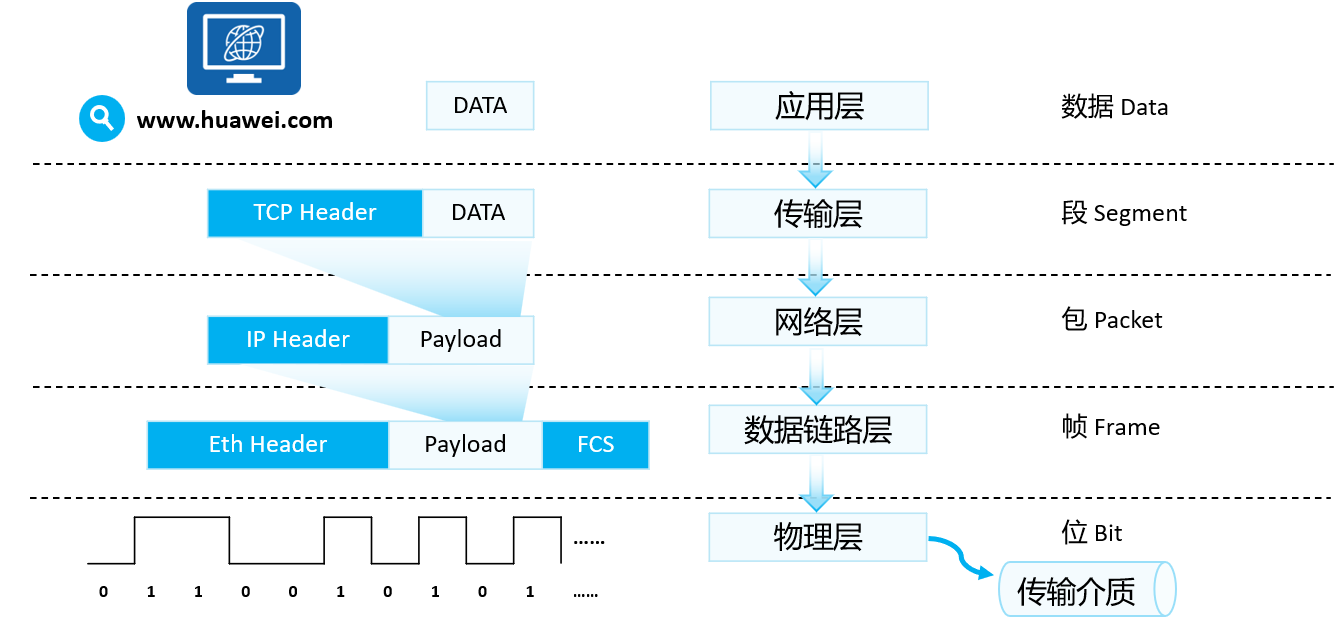 www.huawei.com
DATA
应用层
数据 Data
TCP Header
DATA
传输层
段 Segment
IP Header
Payload
网络层
包 Packet
Eth Header
Payload
FCS
数据链路层
帧 Frame
......
物理层
位 Bit
0 1 1 0 0 1 0 1 0 1 ......
传输介质